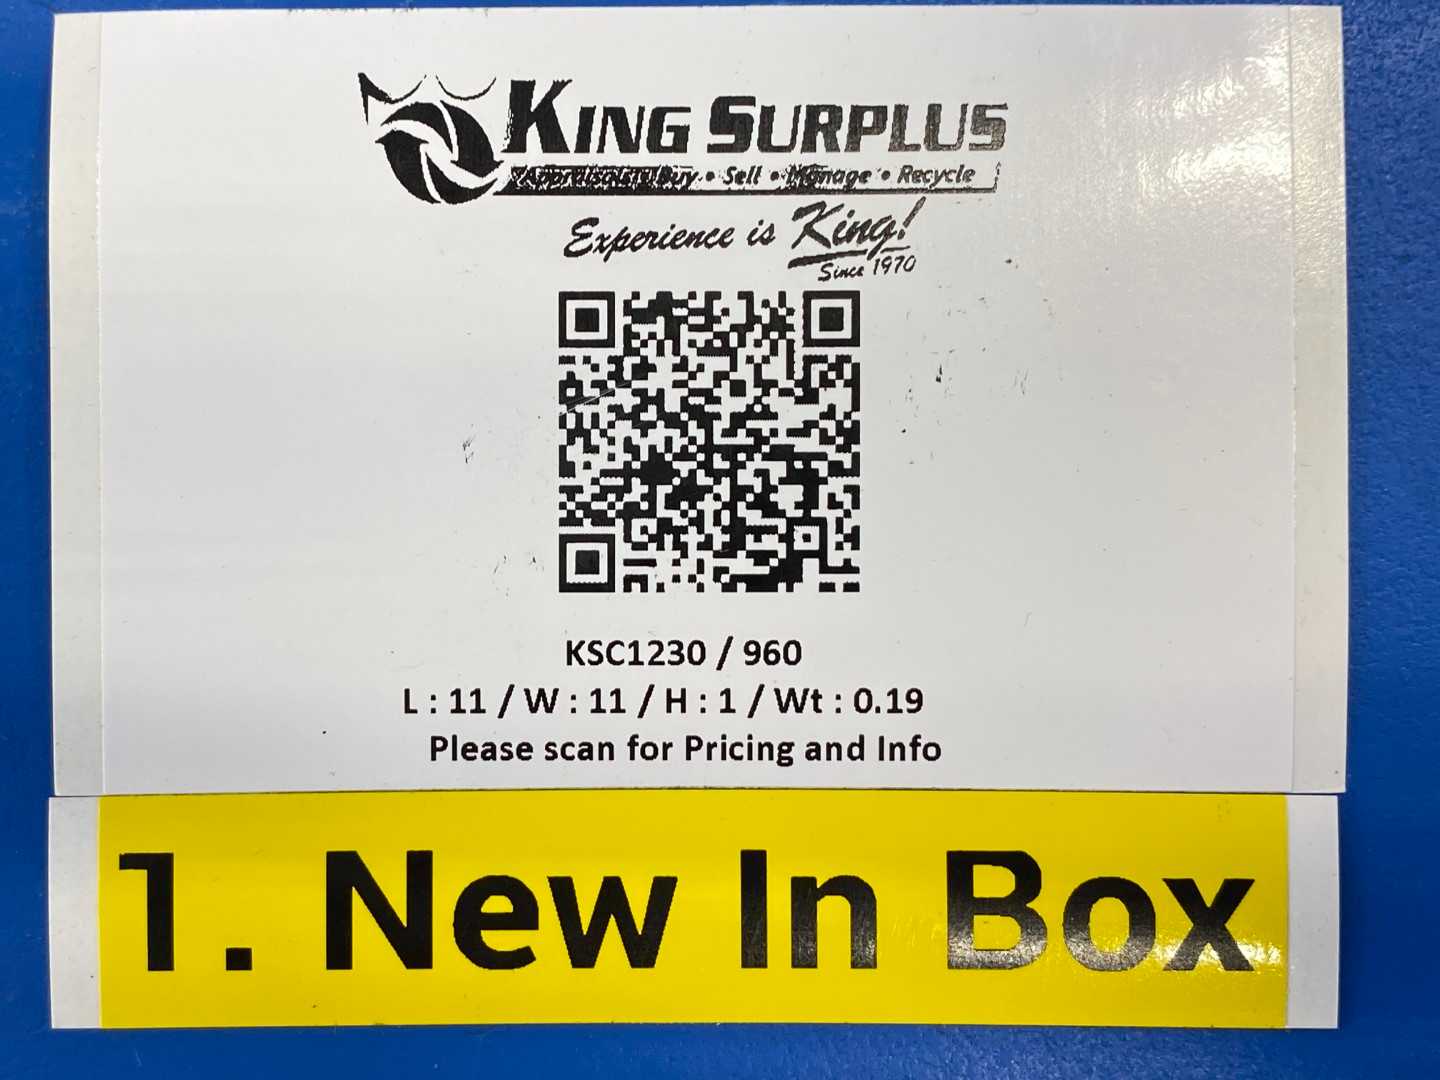 KING SURPLUS
Appraisals • Buy • Sell • Manage • Recycle
Experience is King!
Since 1970
KSC1230 / 960
L : 11 / W : 11 / H : 1 / Wt : 0.19
Please scan for Pricing and Info
1. New In Box